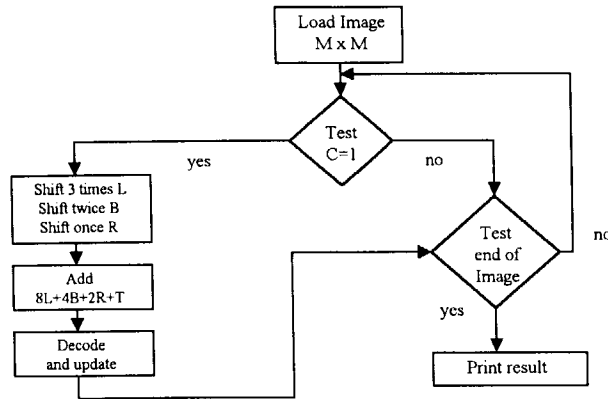 Load Image
M x M
Test
C=1
yes
no
Shift 3 times L
Shift twice B
Shift once R
Add
8L+4B+2R+T
Decode
and update
Test
end of
Image
no
yes
Print result